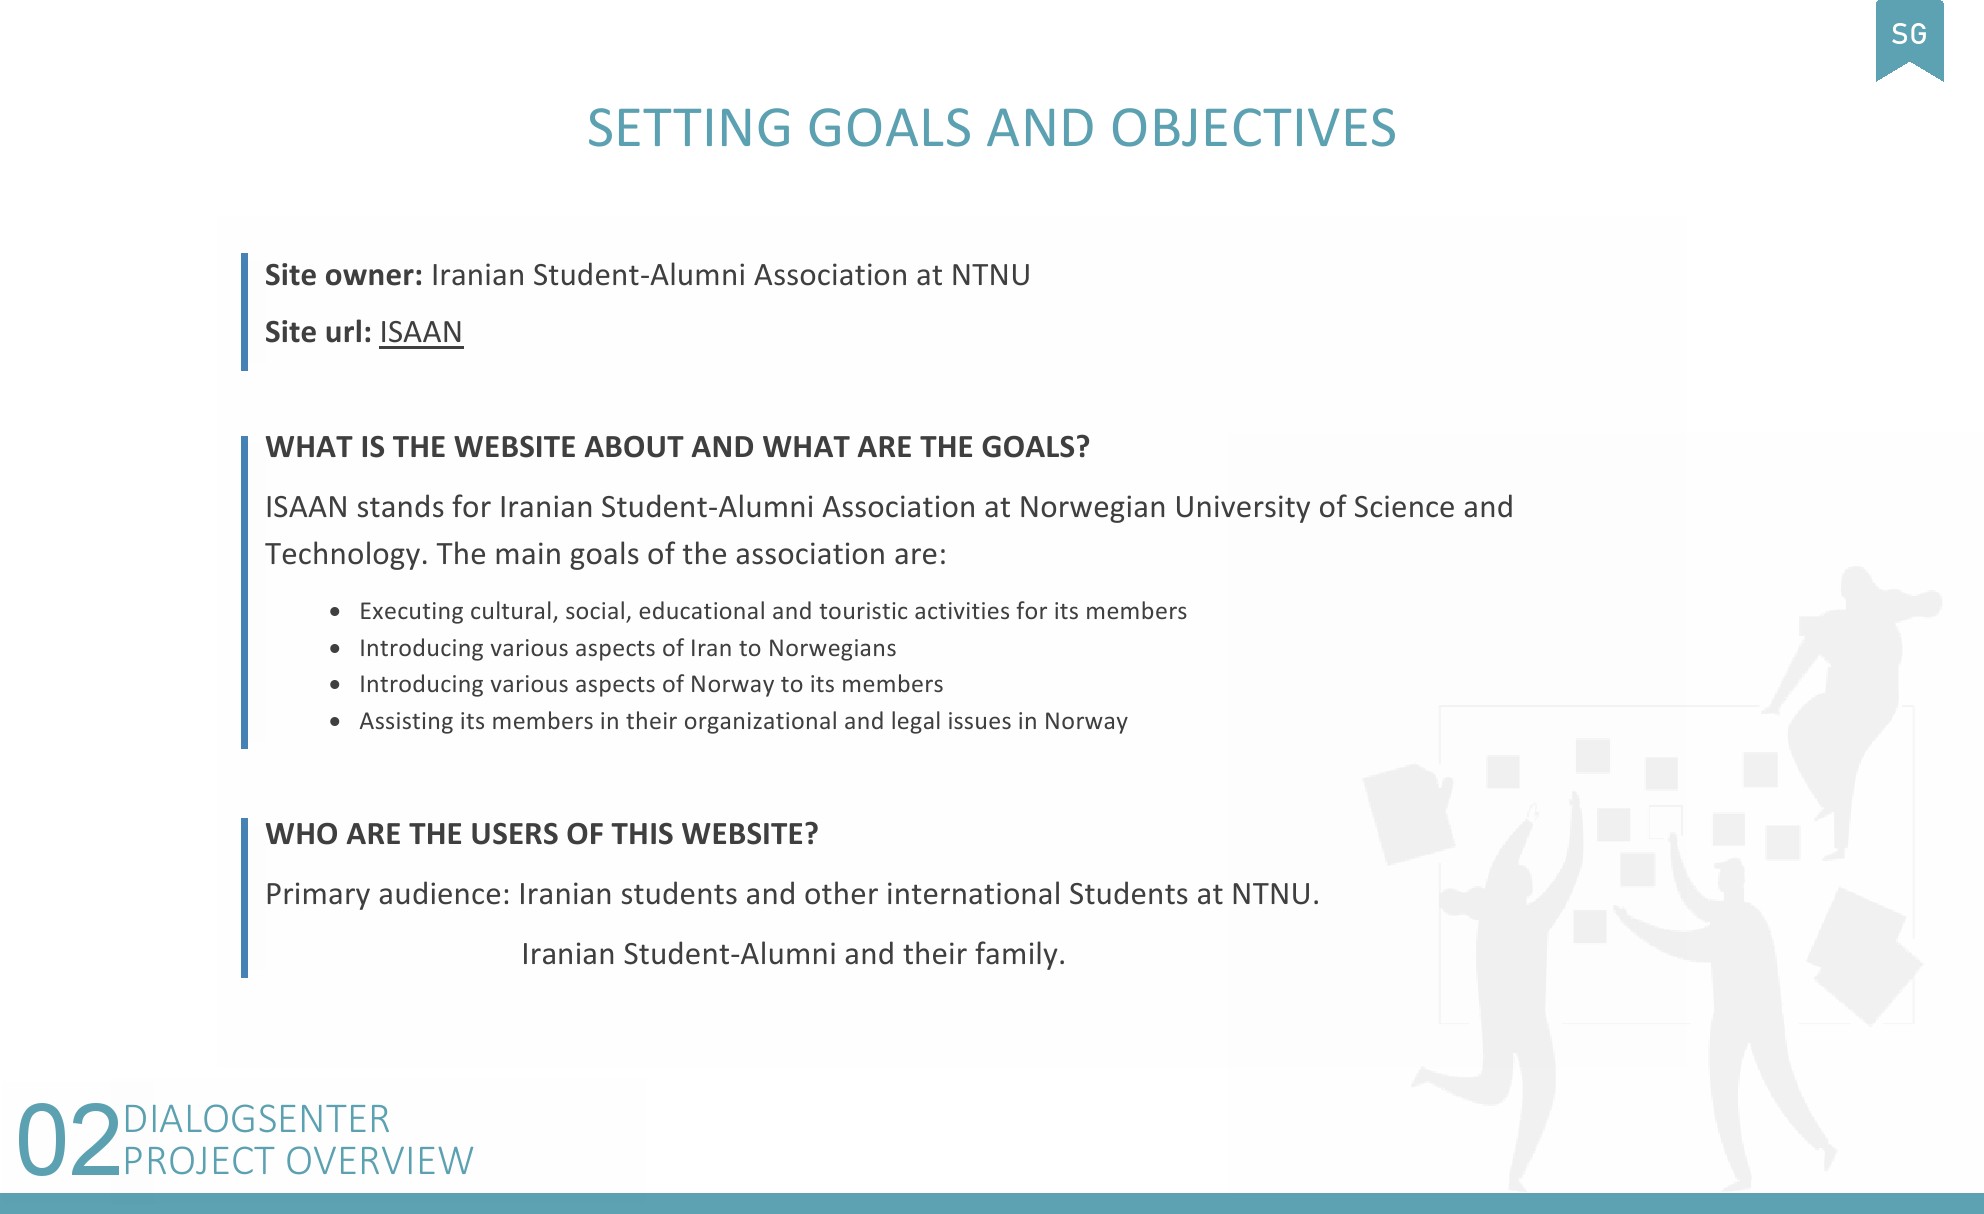 SG
SETTING GOALS AND OBJECTIVES
Site owner: Iranian Student-Alumni Association at NTNU
Site url: ISAAN
WHAT IS THE WEBSITE ABOUT AND WHAT ARE THE GOALS?
ISAAN stands for Iranian Student-Alumni Association at Norwegian University of Science and
Technology. The main goals of the association are:
• Executing cultural, social, educational and touristic activities for its members
• Introducing various aspects of Iran to Norwegians
• Introducing various aspects of Norway to its members
• Assisting its members in their organizational and legal issues in Norway
WHO ARE THE USERS OF THIS WEBSITE?
Primary audience: Iranian students and other international Students at NTNU.
Iranian Student-Alumni and their family.
02
DIALOGSENTER
PROJECT OVERVIEW